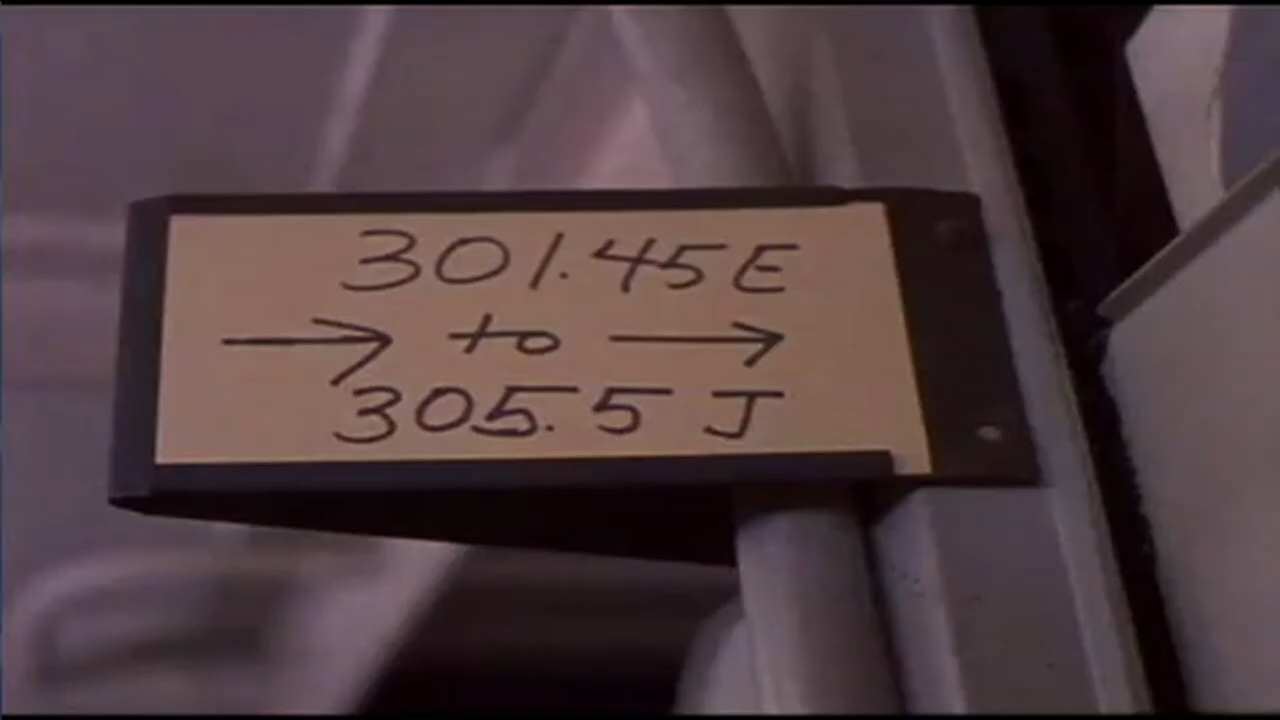 301.45E
→ to →
305.5 J